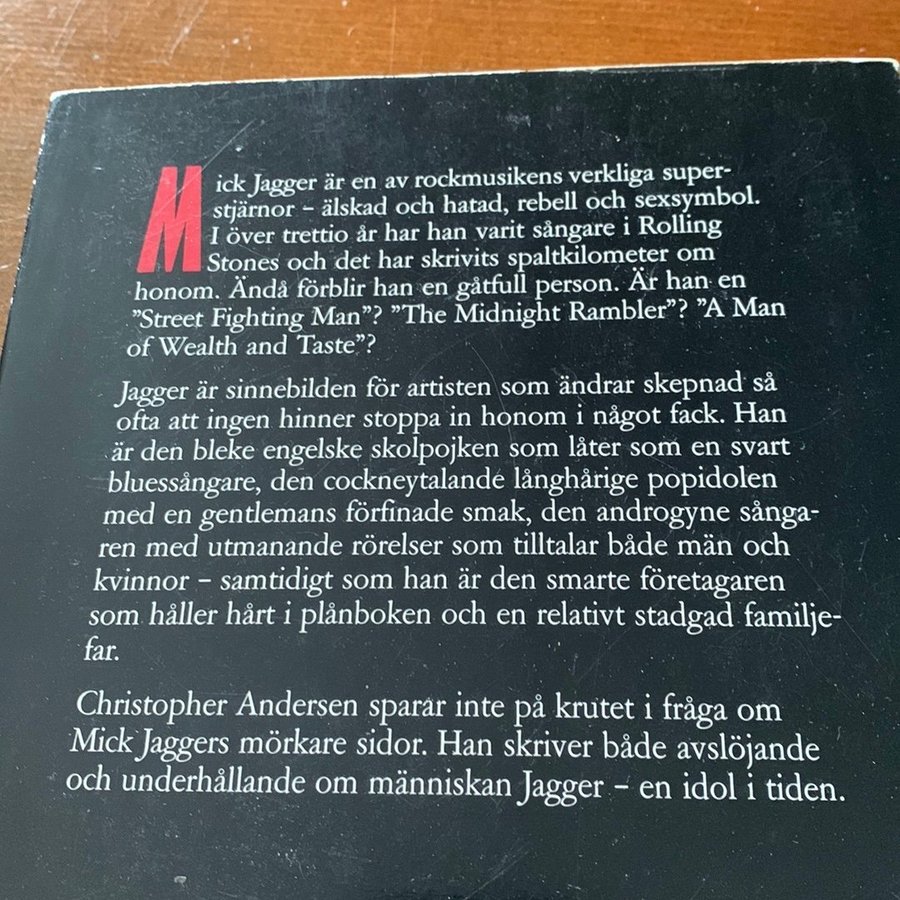 Mick Jagger är en av rockmusikens verkliga super-
stjärnor – älskad och hatad, rebell och sexsymbol.
I över trettio år har han varit sångare i Rolling
Stones och det har skrivits spaltkilometer om
honom. Ändå förblir han en gåtfull person. Är han en
”Street Fighting Man”? ”The Midnight Rambler”? ”A Man
of Wealth and Taste”?
Jagger är sinnebilden för artisten som ändrar skepnad så
ofta att ingen hinner stoppa in honom i något fack. Han
är den bleke engelske skolpojken som låter som en svart
bluessångare, den cockneytalande långhårige popidolen
med en gentlemans förfinade smak, den androgyne sånga-
ren med utmanande rörelser som tilltalar både män och
kvinnor – samtidigt som han är den smarte företagaren
som håller hårt i plånboken och en relativt stadgad familje-
far.
Christopher Andersen sparar inte på krutet i fråga om
Mick Jaggers mörkare sidor. Han skriver både avslöjande
och underhållande om människan Jagger – en idol i tiden.